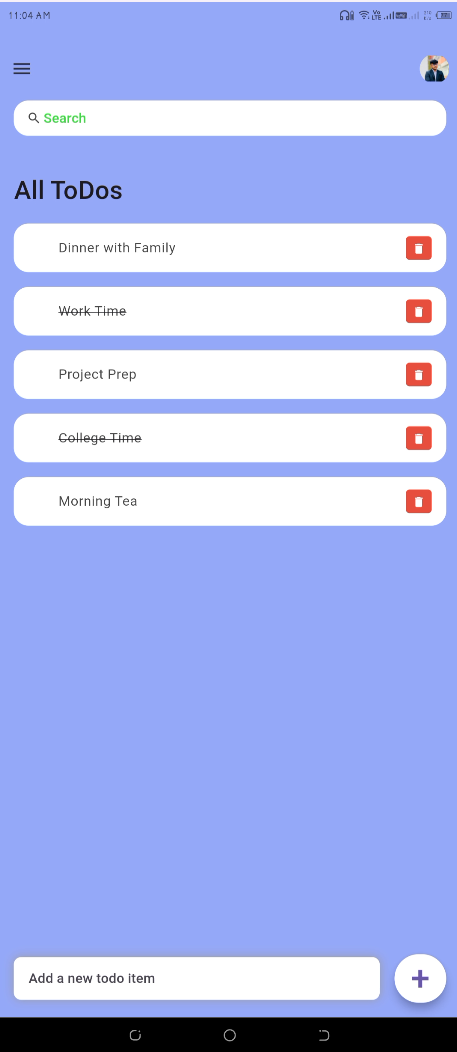 11:04 AM
Search
All ToDos
Dinner with Family
Work Time
Project Prep
College Time
Morning Tea
Add a new todo item